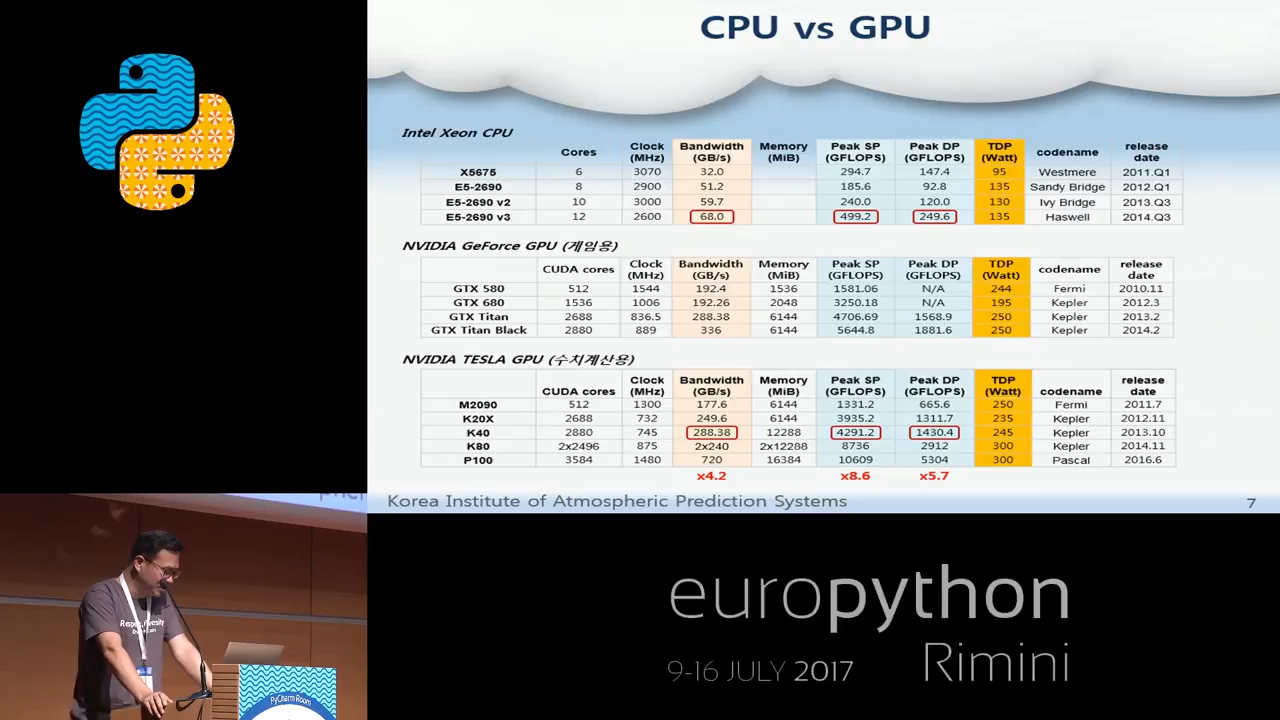 CPU vs GPU
Intel Xeon CPU
Cores Clock (MHz) Bandwidth (GB/s) Memory (MiB) Peak SP (GFLOPS) Peak DP (GFLOPS) TDP (Watt) codename release date
X5675 6 3070 32.0 294.7 147.4 95 Westmere 2011.Q1
E5-2690 8 2900 51.2 185.6 92.8 135 Sandy Bridge 2012.Q1
E5-2690 v2 10 3000 59.7 240.0 120.0 130 Ivy Bridge 2013.Q3
E5-2690 v3 12 2600 68.0 499.2 249.6 135 Haswell 2014.Q3
NVIDIA GeForce GPU (게임용)
CUDA cores Clock (MHz) Bandwidth (GB/s) Memory (MiB) Peak SP (GFLOPS) Peak DP (GFLOPS) TDP (Watt) codename release date
GTX 580 512 1544 192.4 1536 1581.06 N/A 244 Fermi 2010.11
GTX 680 1536 1006 192.26 2048 3250.18 N/A 195 Kepler 2012.3
GTX Titan 2688 836.5 288.38 6144 4706.69 1568.9 250 Kepler 2013.2
GTX Titan Black 2880 889 336 6144 5644.8 1881.6 250 Kepler 2014.2
NVIDIA TESLA GPU (수치계산용)
CUDA cores Clock (MHz) Bandwidth (GB/s) Memory (MiB) Peak SP (GFLOPS) Peak DP (GFLOPS) TDP (Watt) codename release date
M2090 512 1300 177.6 6144 1331.2 665.6 250 Fermi 2011.7
K20X 2688 732 249.6 6144 3935.2 1311.7 235 Kepler 2012.11
K40 2880 745 288.38 12288 4291.2 1430.4 245 Kepler 2013.10
K80 2x2496 875 2x240 2x12288 8736 2912 300 Kepler 2014.11
P100 3584 1480 720 16384 10609 5304 300 Pascal 2016.6
x4.2 x8.6 x5.7
Korea Institute of Atmospheric Prediction Systems 7
PyCharm Room
europython
Rimini
9-16 JULY 2017